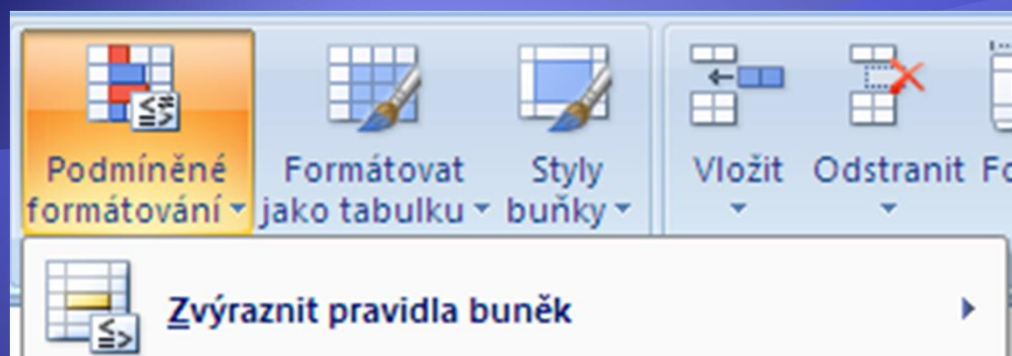 Podmíněné
formátování
Formátovat
jako tabulku
Styly
buňky
Vložit
Odstranit
Zvýraznit pravidla buněk